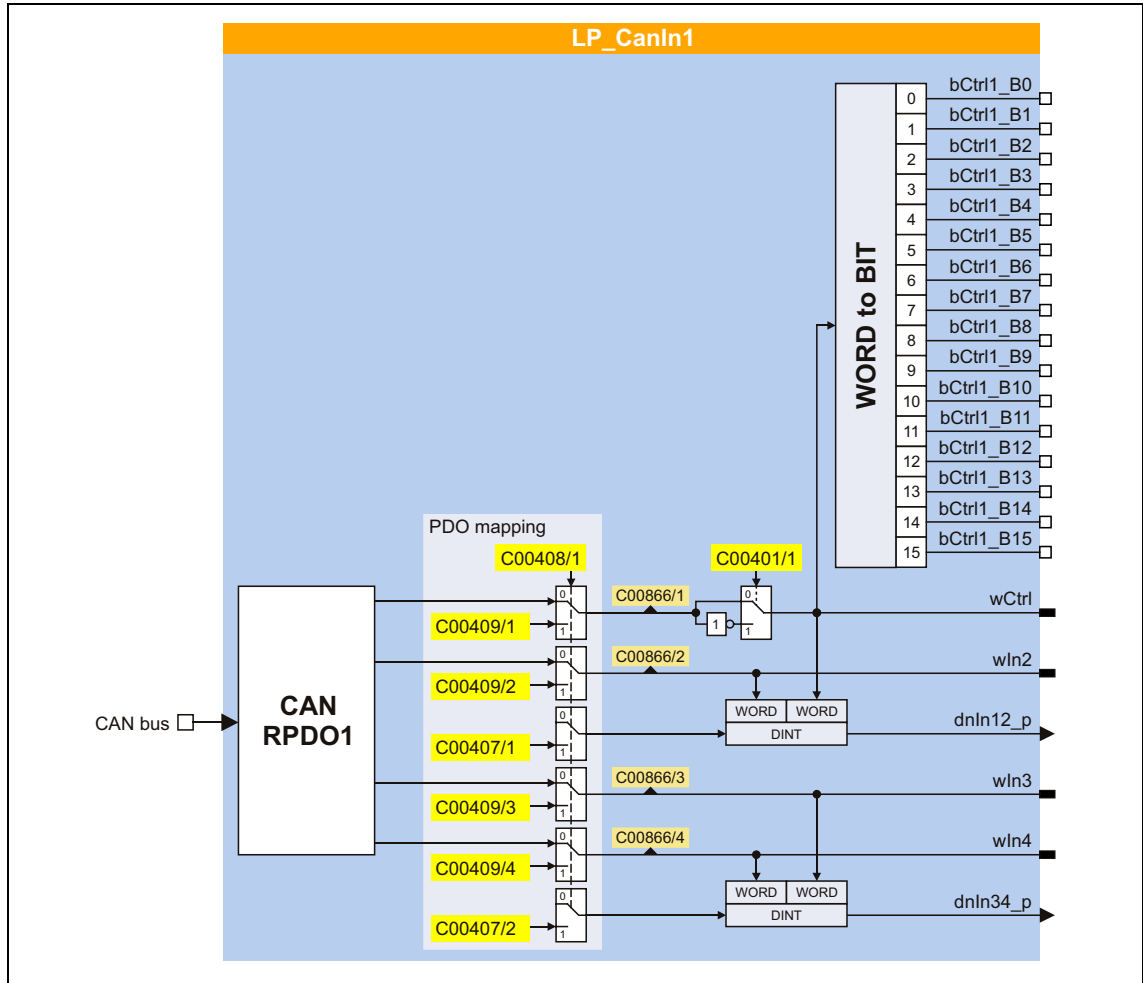 LP_CanIn1
bCtrl1_B0
0
bCtrl1_B1
1
bCtrl1_B2
2
bCtrl1_B3
3
bCtrl1_B4
4
bCtrl1_B5
5
bCtrl1_B6
6
bCtrl1_B7
7
bCtrl1_B8
8
bCtrl1_B9
9
bCtrl1_B10
10
bCtrl1_B11
11
bCtrl1_B12
12
bCtrl1_B13
13
bCtrl1_B14
14
bCtrl1_B15
15
WORD to BIT
PDO mapping
C00408/1
C00401/1
0
C00866/1
0
wCtrl
C00409/1
1
1
1
0
C00866/2
wIn2
C00409/2
1
CAN
RPDO1
CAN bus
0
WORD WORD
DINT
dnIn12_p
C00407/1
1
0
C00866/3
wIn3
C00409/3
1
0
C00866/4
wIn4
C00409/4
1
0
WORD WORD
DINT
dnIn34_p
C00407/2
1